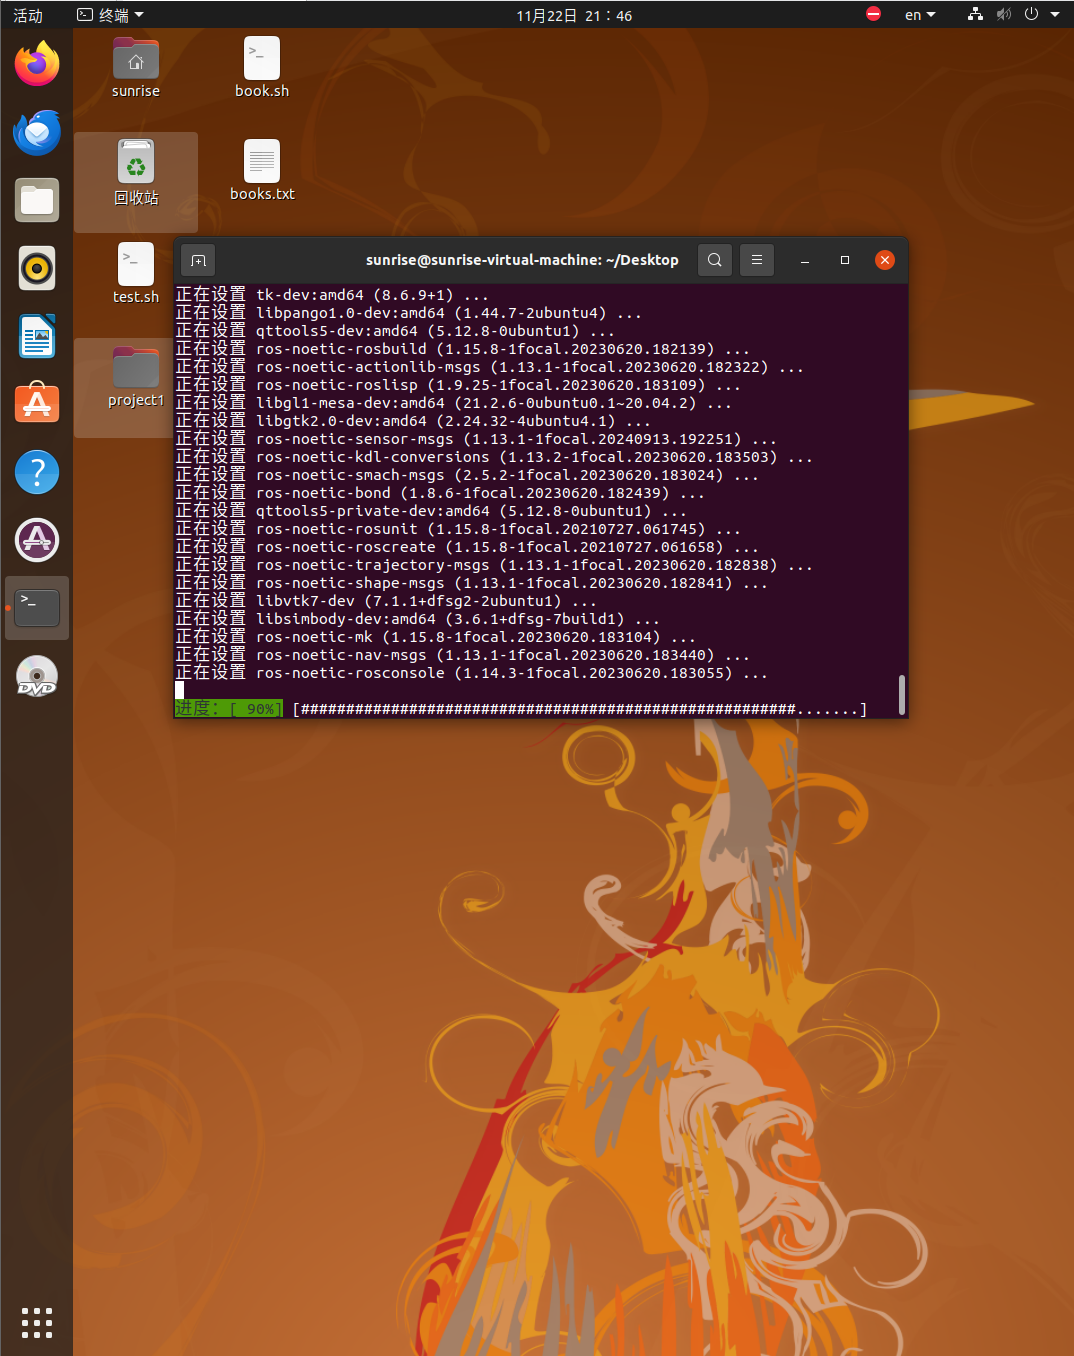 活动
终端
11月22日 21：46
en
sunrise
book.sh
回收站
books.txt
test.sh
project1
sunrise@sunrise-virtual-machine: ~/Desktop
正在设置 tk-dev:amd64 (8.6.9+1) ...
正在设置 libpango1.0-dev:amd64 (1.44.7-2ubuntu4) ...
正在设置 qttools5-dev:amd64 (5.12.8-0ubuntu1) ...
正在设置 ros-noetic-rosbuild (1.15.8-1focal.20230620.182139) ...
正在设置 ros-noetic-actionlib-msgs (1.13.1-1focal.20230620.182322) ...
正在设置 ros-noetic-roslisp (1.9.25-1focal.20230620.183109) ...
正在设置 libgl1-mesa-dev:amd64 (21.2.6-0ubuntu0.1~20.04.2) ...
正在设置 libgtk2.0-dev:amd64 (2.24.32-4ubuntu4.1) ...
正在设置 ros-noetic-sensor-msgs (1.13.1-1focal.20240913.192251) ...
正在设置 ros-noetic-kdl-conversions (1.13.2-1focal.20230620.183503) ...
正在设置 ros-noetic-smach-msgs (2.5.2-1focal.20230620.183024) ...
正在设置 ros-noetic-bond (1.8.6-1focal.20230620.182439) ...
正在设置 qttools5-private-dev:amd64 (5.12.8-0ubuntu1) ...
正在设置 ros-noetic-rosunit (1.15.8-1focal.20210727.061745) ...
正在设置 ros-noetic-roscreate (1.15.8-1focal.20210727.061658) ...
正在设置 ros-noetic-trajectory-msgs (1.13.1-1focal.20230620.182838) ...
正在设置 ros-noetic-shape-msgs (1.13.1-1focal.20230620.182841) ...
正在设置 libvtk7-dev (7.1.1+dfsg2-2ubuntu1) ...
正在设置 libsimbody-dev:amd64 (3.6.1+dfsg-7build1) ...
正在设置 ros-noetic-mk (1.15.8-1focal.20230620.183104) ...
正在设置 ros-noetic-nav-msgs (1.13.1-1focal.20230620.183440) ...
正在设置 ros-noetic-rosconsole (1.14.3-1focal.20230620.183055) ...
进度：[ 90%] [#######################################################.......]
DVD